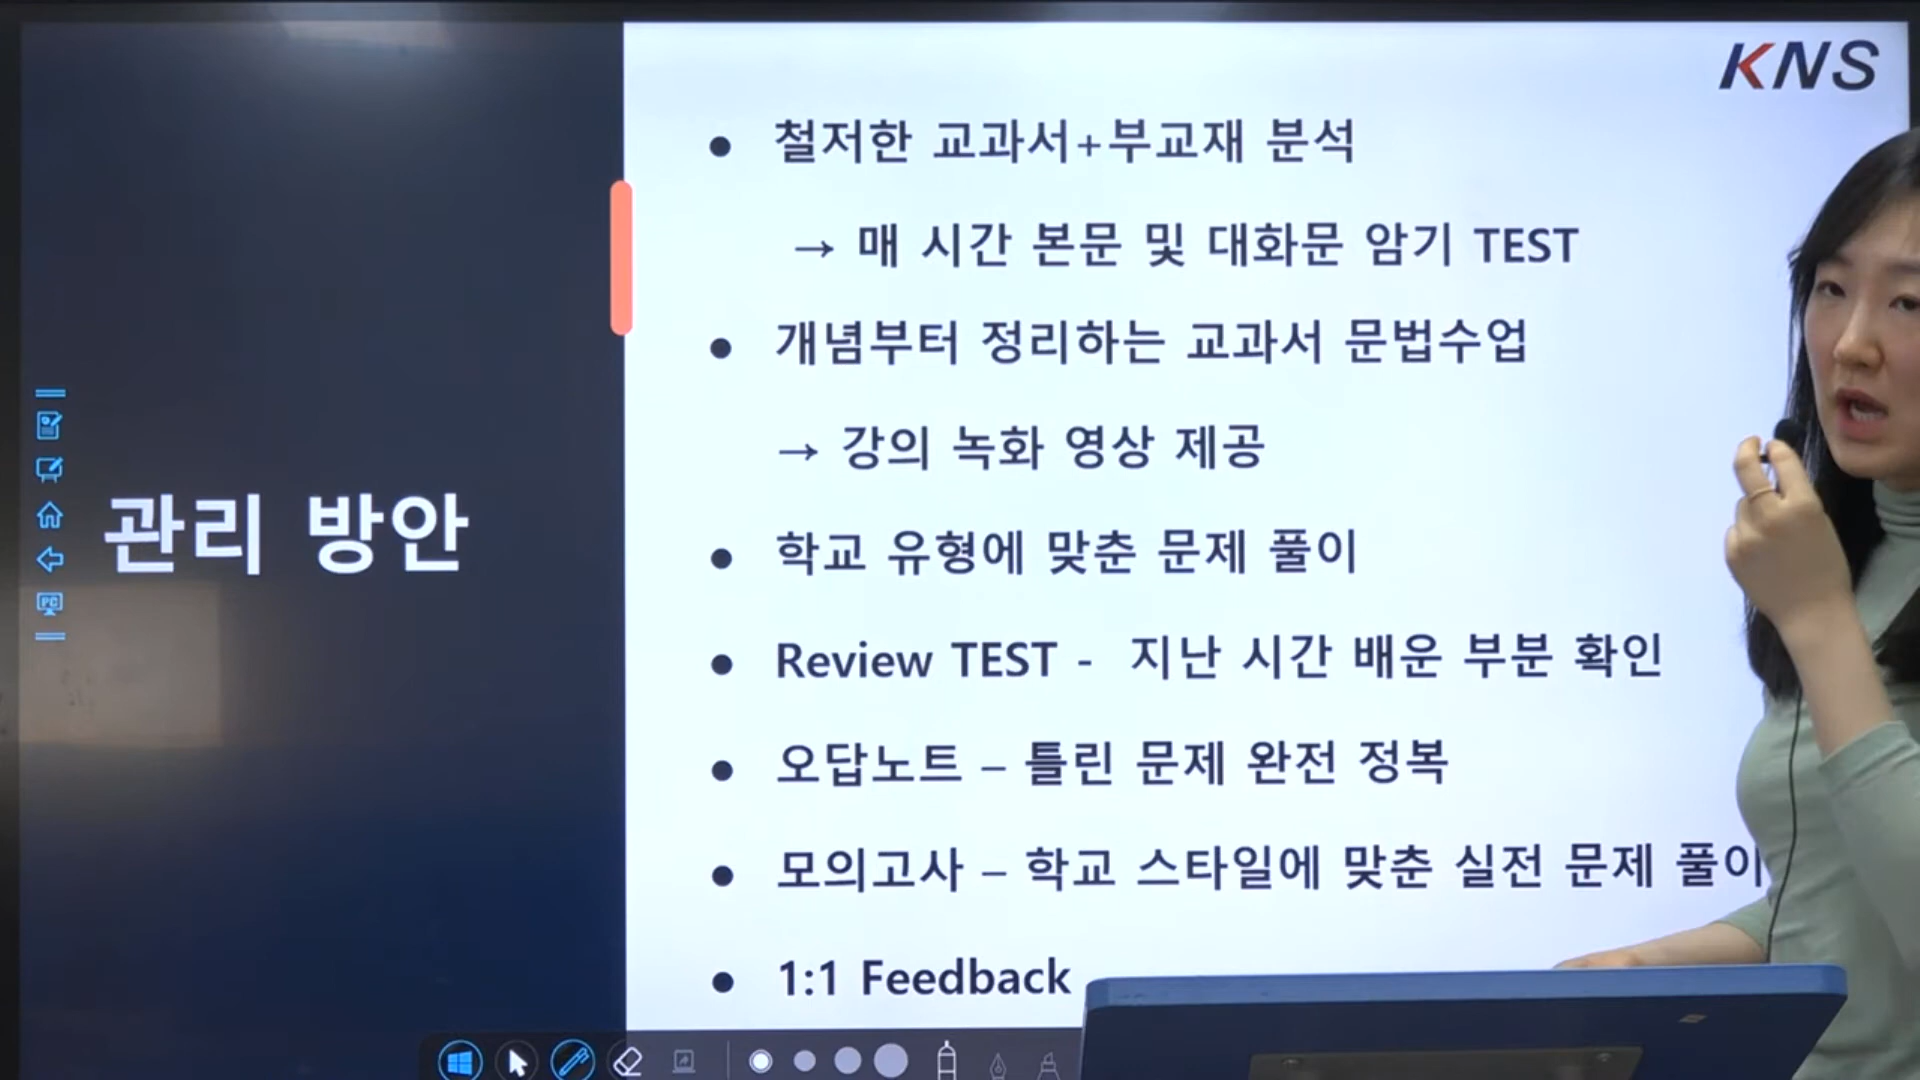 KNS
관리 방안
철저한 교과서+부교재 분석
→ 매 시간 본문 및 대화문 암기 TEST
개념부터 정리하는 교과서 문법수업
→ 강의 녹화 영상 제공
학교 유형에 맞춘 문제 풀이
Review TEST - 지난 시간 배운 부분 확인
오답노트 – 틀린 문제 완전 정복
모의고사 – 학교 스타일에 맞춘 실전 문제 풀이
1:1 Feedback
PC